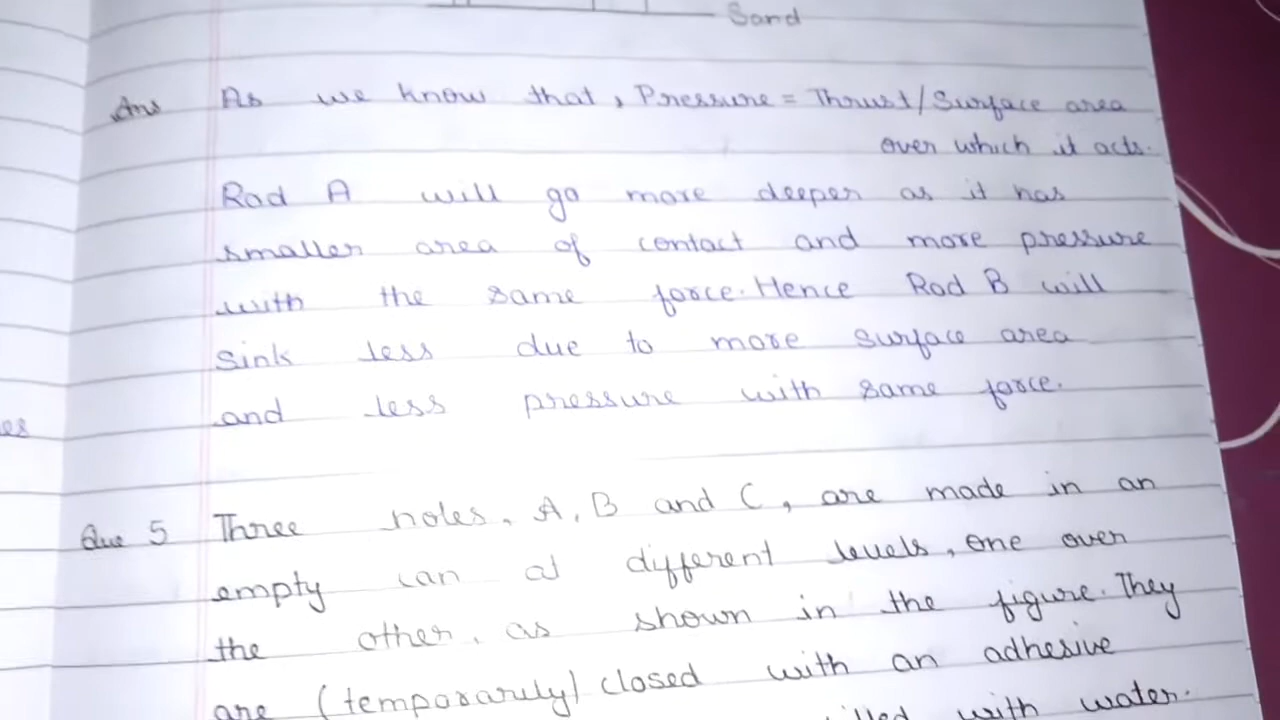 Sand
Ans As we know that, Pressure = Thrust/Surface area
over which it acts.
Rod A will go more deeper as it has
smaller area of contact and more pressure
with the same force. Hence Rod B will
Sink less due to more surface area
and less pressure with same force.
es
Que 5 Three holes, A, B and C, are made in an
empty can at different levels, one over
the other, as shown in the figure. They
are (temporarily) closed with an adhesive
filled with water.